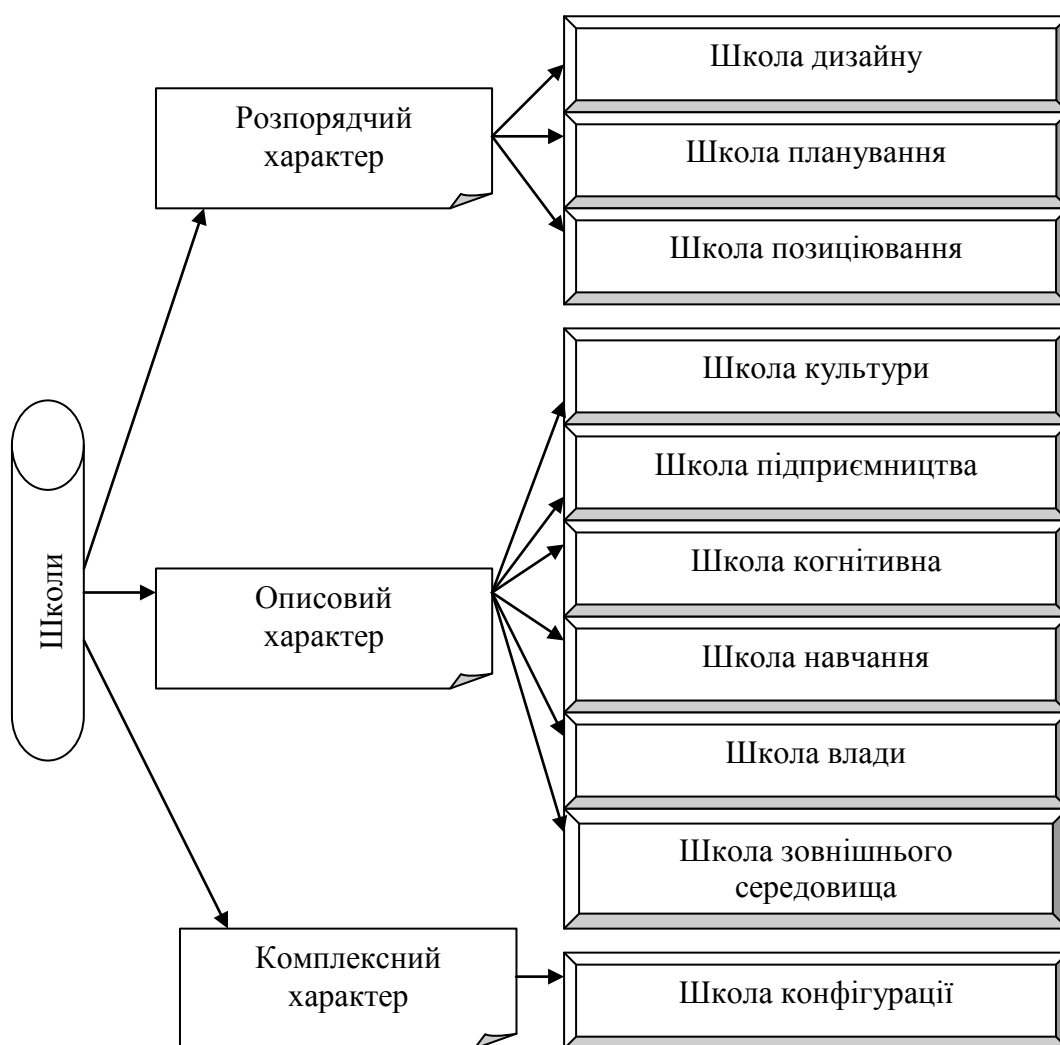 Школи
Розпорядчий
характер
Школа дизайну
Школа планування
Школа позиціювання
Описовий
характер
Школа культури
Школа підприємництва
Школа когнітивна
Школа навчання
Школа влади
Школа зовнішнього
середовища
Комплексний
характер
Школа конфігурації